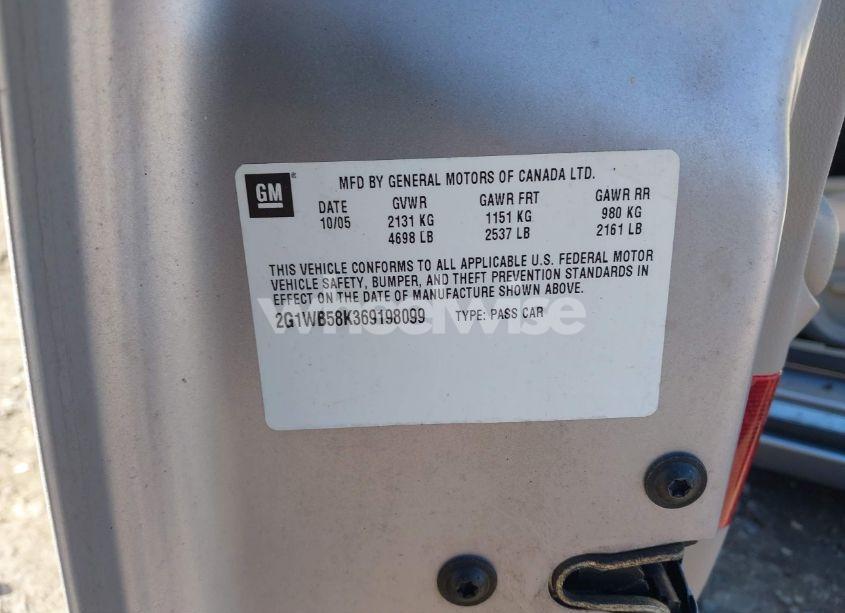 GM
MFD BY GENERAL MOTORS OF CANADA LTD.
DATE GVWR GAWR FRT GAWR RR
10/05 2131 KG 1151 KG 980 KG
4698 LB 2537 LB 2161 LB
THIS VEHICLE CONFORMS TO ALL APPLICABLE U.S. FEDERAL MOTOR
VEHICLE SAFETY, BUMPER, AND THEFT PREVENTION STANDARDS IN
EFFECT ON THE DATE OF MANUFACTURE SHOWN ABOVE.
2G1WB58K369198099 TYPE: PASS CAR
wheelwise